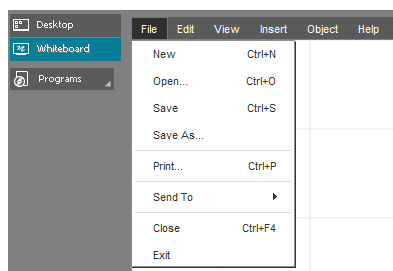 Desktop
Whiteboard
Programs
File Edit View Insert Object Help
New Ctrl+N
Open... Ctrl+O
Save Ctrl+S
Save As...
Print... Ctrl+P
Send To
Close Ctrl+F4
Exit